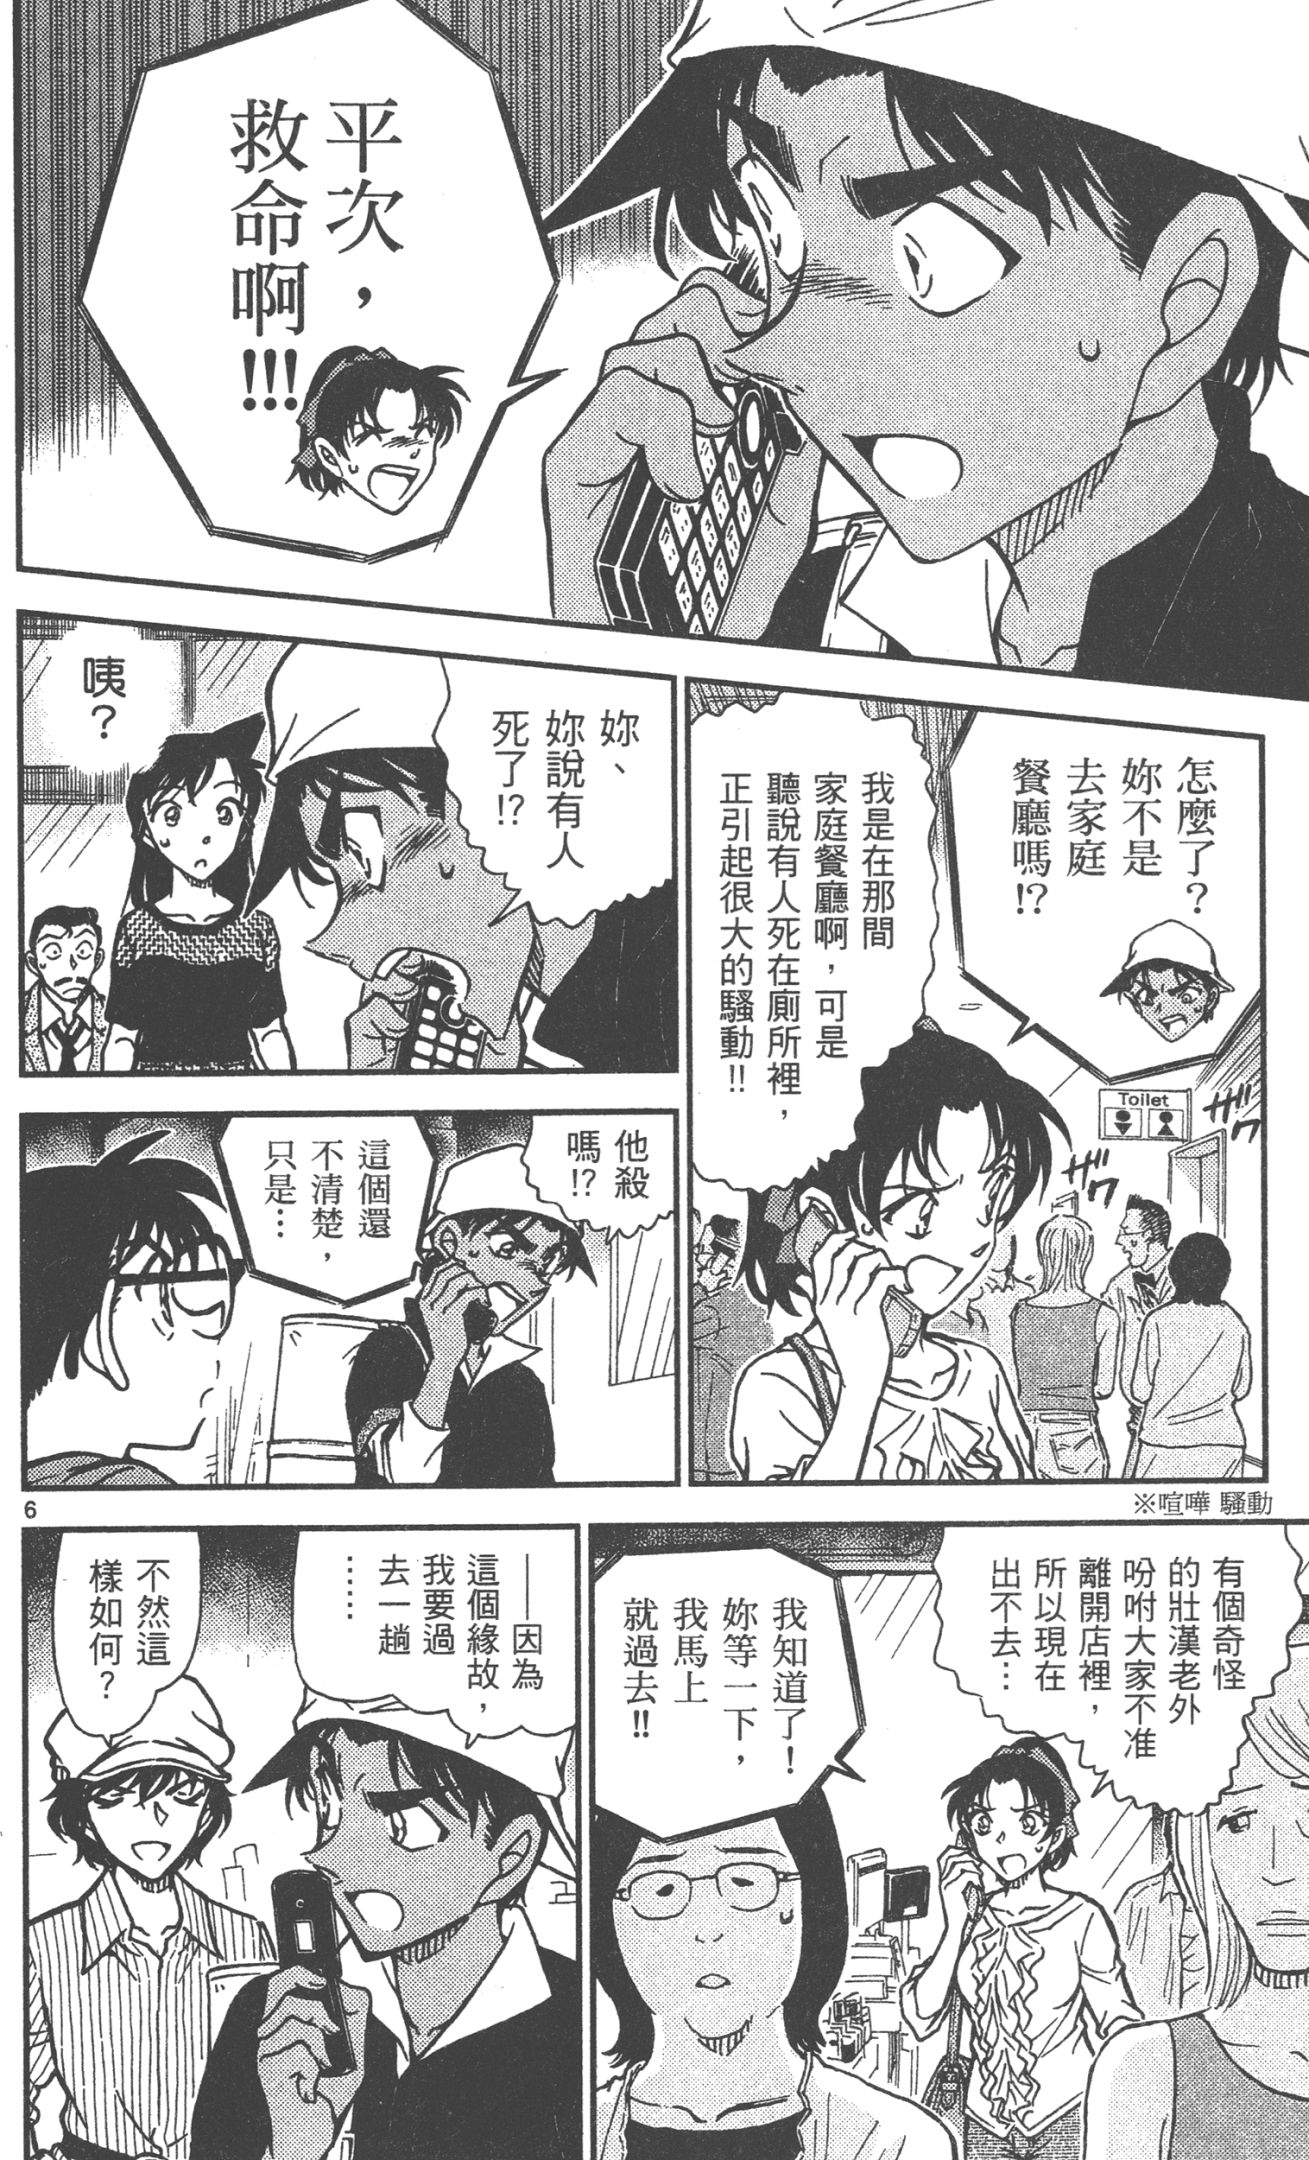 平次，
救命啊!!!
怎麼了？
妳不是
去家庭
餐廳嗎!?
我是在那間
家庭餐廳啊，可是
聽說有人死在廁所裡，
正引起很大的騷動!!
Toilet
ザワ
ザワ
※喧嘩 騷動
妳、
妳說有人
死了!?
咦？
他殺
嗎!?
這個還
不清楚，
只是…
6
有個奇怪
的壯漢老外
吩咐大家不准
離開店裡，
所以現在
出不去…
我知道了！
妳等一下，
我馬上
就過去!!
——因為
這個緣故，
我要過
去一趟
……
不然這
樣如何？